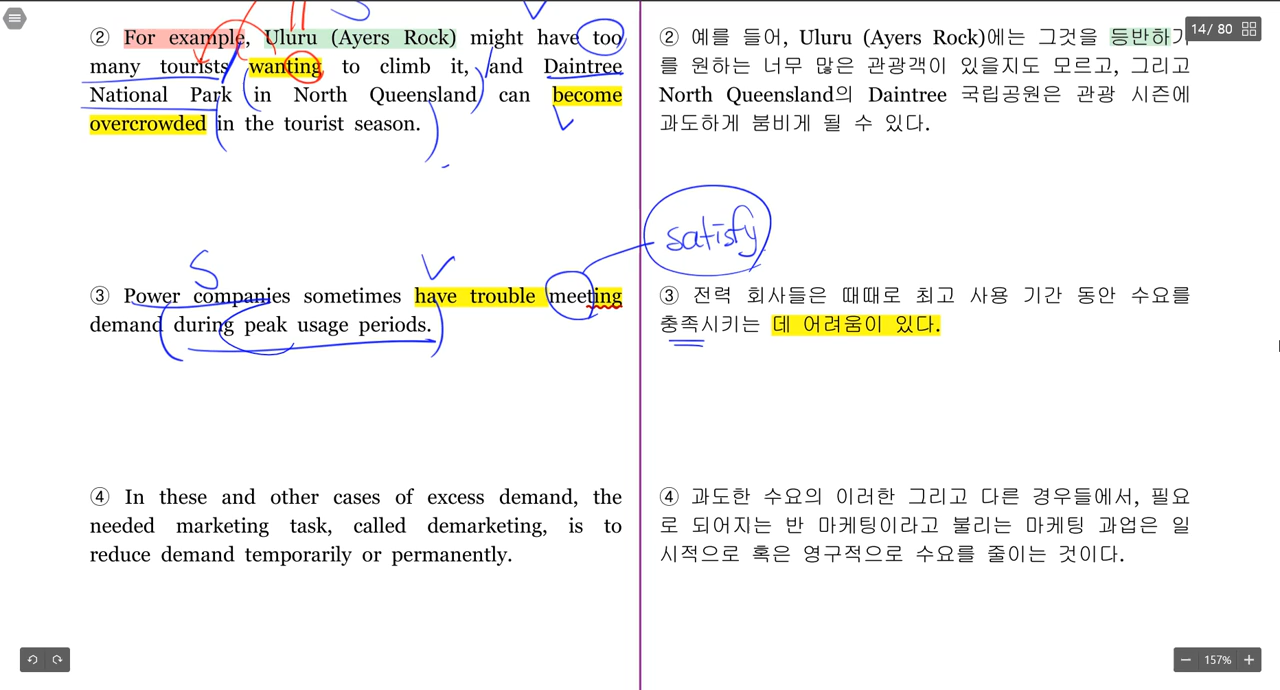 S V
② For example, Uluru (Ayers Rock) might have too
many tourists wanting to climb it, and Daintree
National Park in North Queensland can become
overcrowded in the tourist season.
V
S V
③ Power companies sometimes have trouble meeting
demand during peak usage periods.
④ In these and other cases of excess demand, the
needed marketing task, called demarketing, is to
reduce demand temporarily or permanently.
② 예를 들어, Uluru (Ayers Rock)에는 그것을 등반하기
를 원하는 너무 많은 관광객이 있을지도 모르고, 그리고
North Queensland의 Daintree 국립공원은 관광 시즌에
과도하게 붐비게 될 수 있다.
satisfy
③ 전력 회사들은 때때로 최고 사용 기간 동안 수요를
충족시키는 데 어려움이 있다.
④ 과도한 수요의 이러한 그리고 다른 경우들에서, 필요
로 되어지는 반 마케팅이라고 불리는 마케팅 과업은 일
시적으로 혹은 영구적으로 수요를 줄이는 것이다.
14/ 80
157%